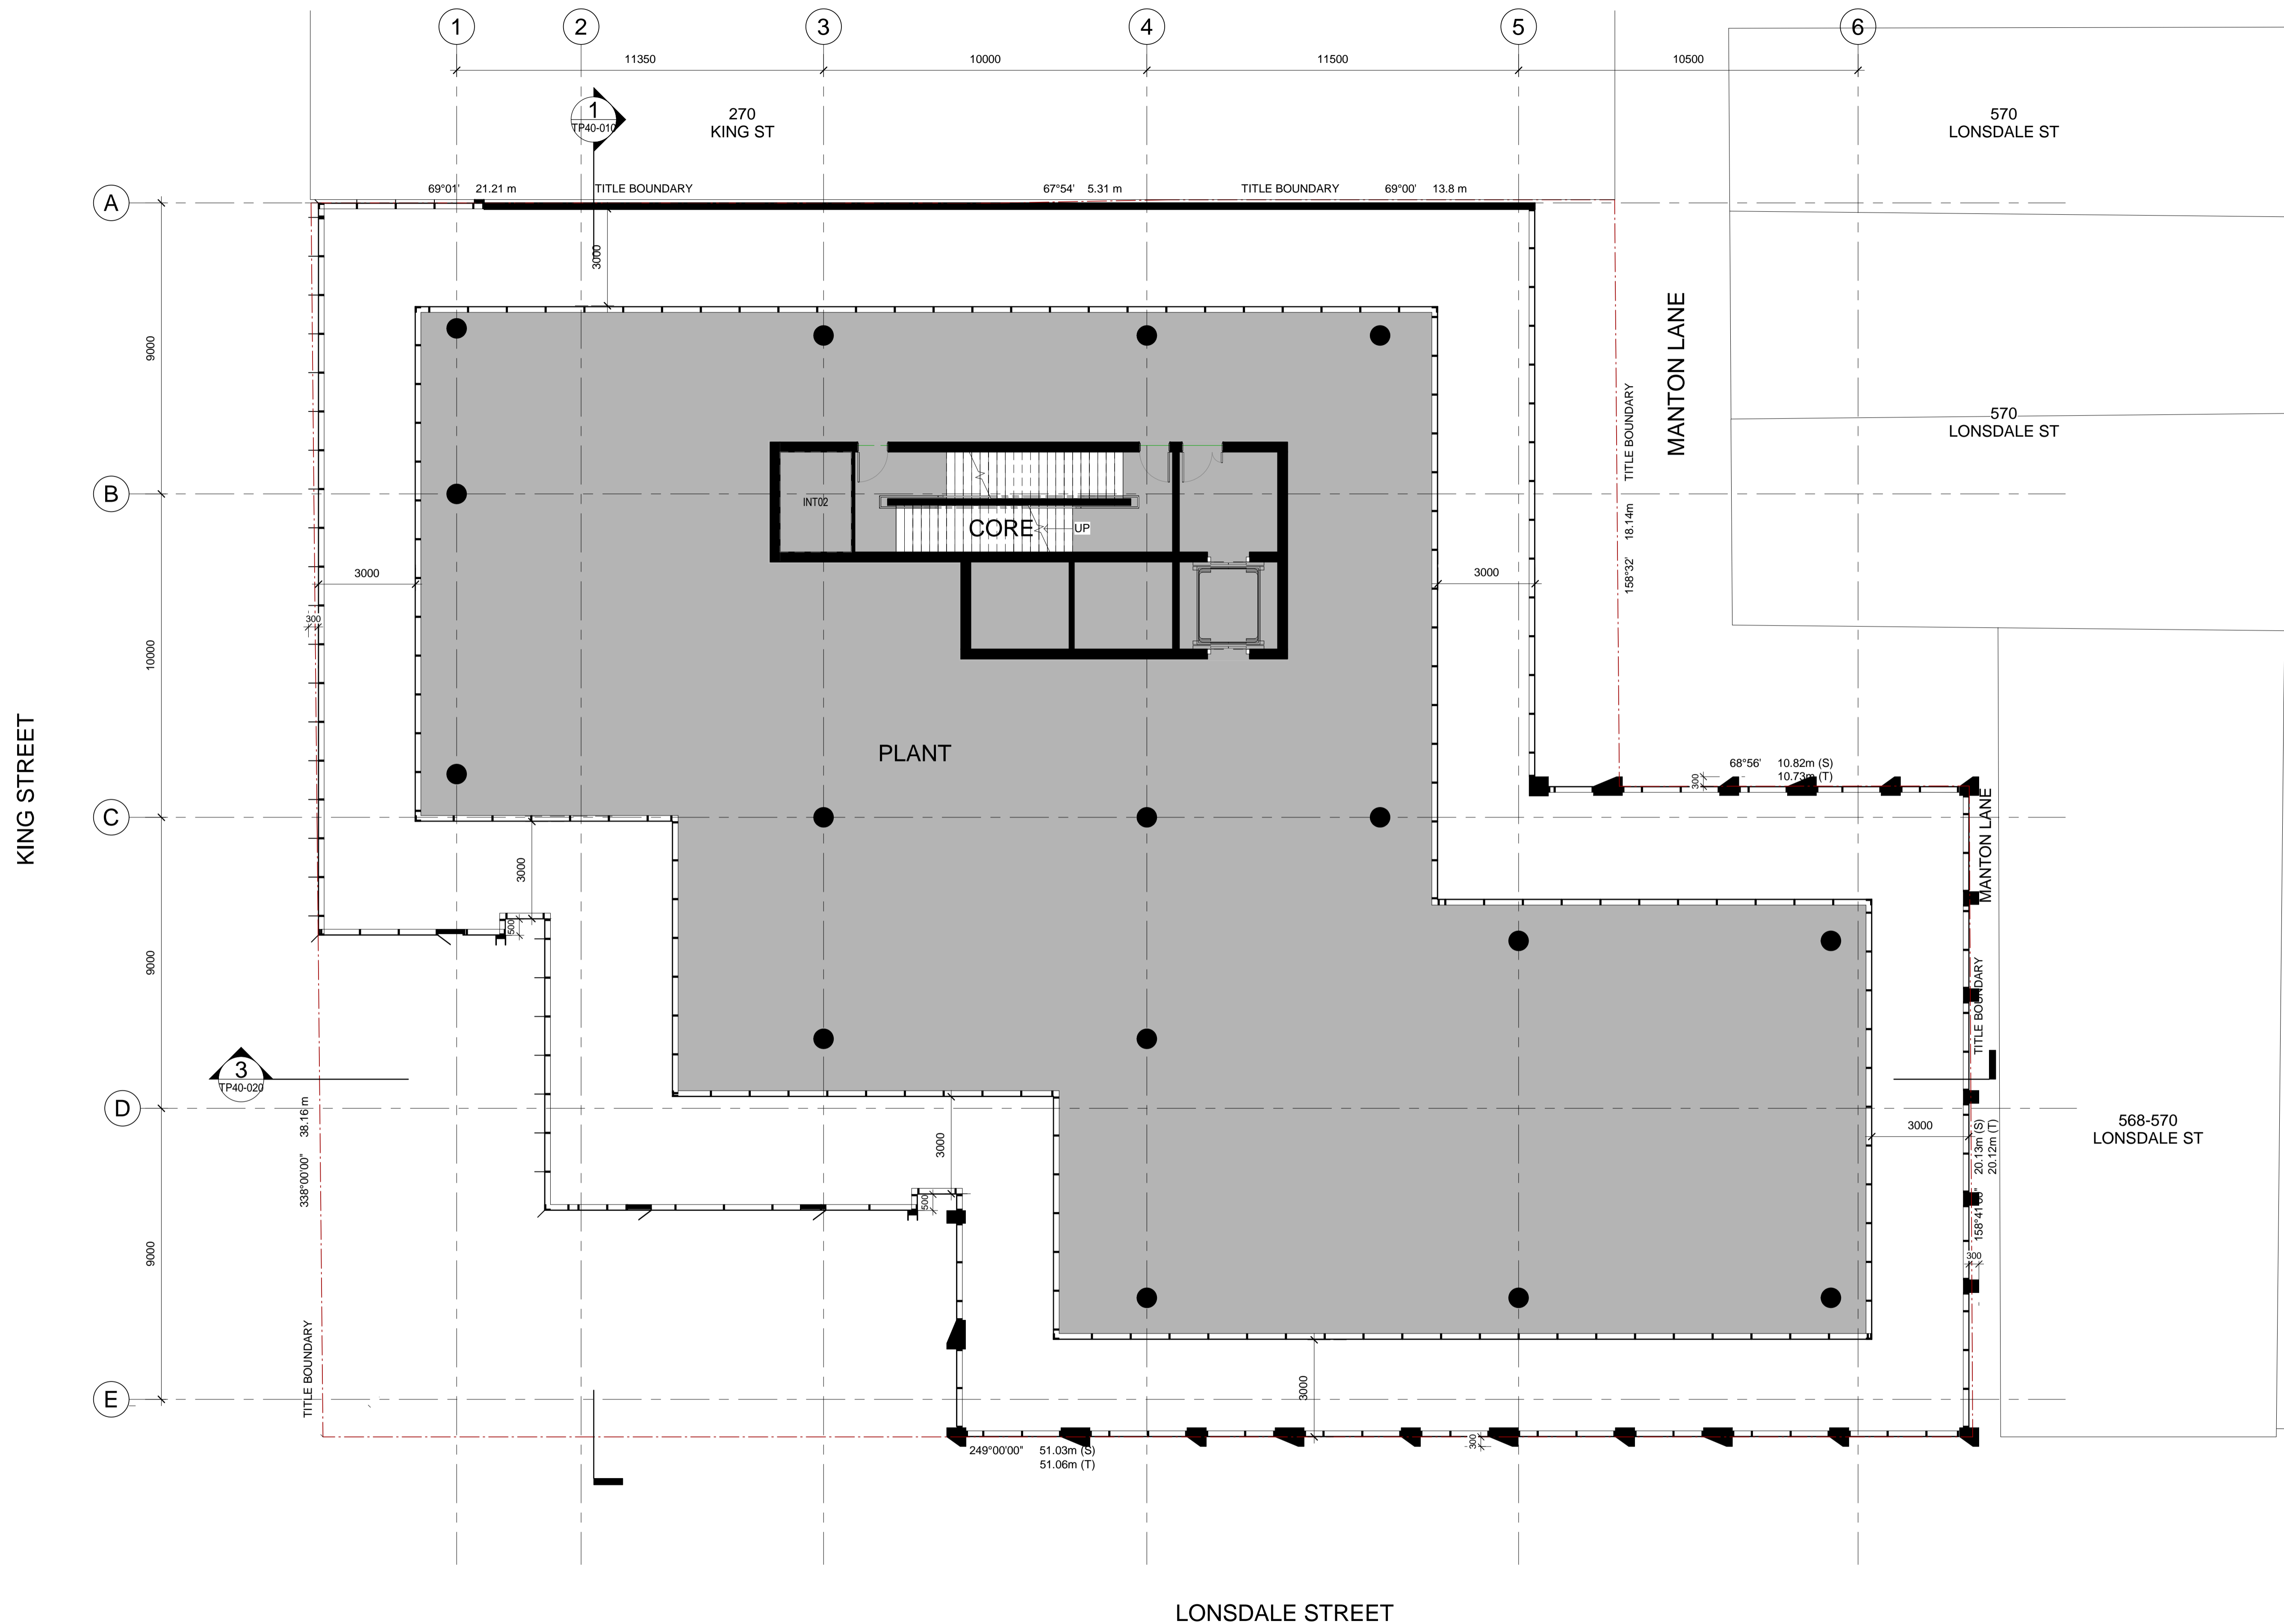 1
2
3
4
5
6
11350
10000
11500
10500
1
TP40-010
270
KING ST
570
LONSDALE ST
69°01' 21.21 m
TITLE BOUNDARY
67°54' 5.31 m
TITLE BOUNDARY
69°00' 13.8 m
A
3000
9000
MANTON LANE
TITLE BOUNDARY
158°32' 18.14m
570
LONSDALE ST
B
INT02
CORE
UP
3000
3000
300
10000
KING STREET
PLANT
68°56' 10.82m (S)
10.73m (T)
300
C
MANTON LANE
3000
500
9000
TITLE BOUNDARY
3
TP40-020
D
338°00'00" 38.16 m
3000
500
3000
158°41'00" 20.13m (S)
20.12m (T)
568-570
LONSDALE ST
300
9000
TITLE BOUNDARY
E
3000
300
249°00'00" 51.03m (S)
51.06m (T)
LONSDALE STREET